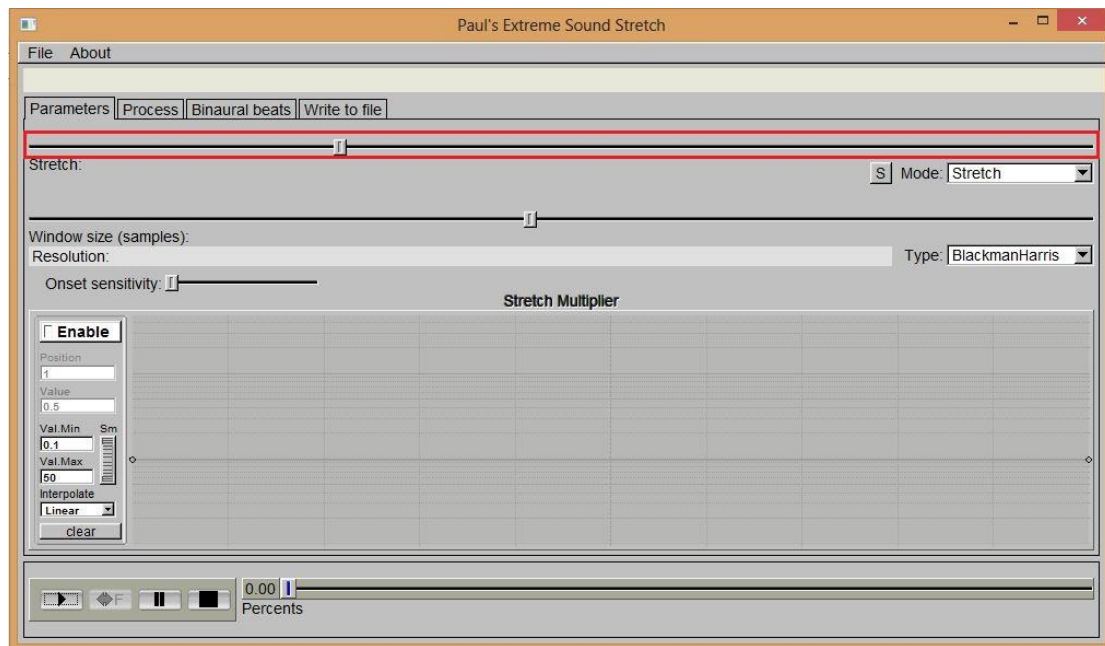 Paul's Extreme Sound Stretch
File About
Parameters Process Binaural beats Write to file
Stretch:
S Mode: Stretch
Window size (samples):
Resolution:
Type: BlackmanHarris
Onset sensitivity:
Stretch Multiplier
Enable
Position
1
Value
0.5
Val.Min Sm
0.1
Val.Max
50
Interpolate
Linear
clear
F
0.00
Percents